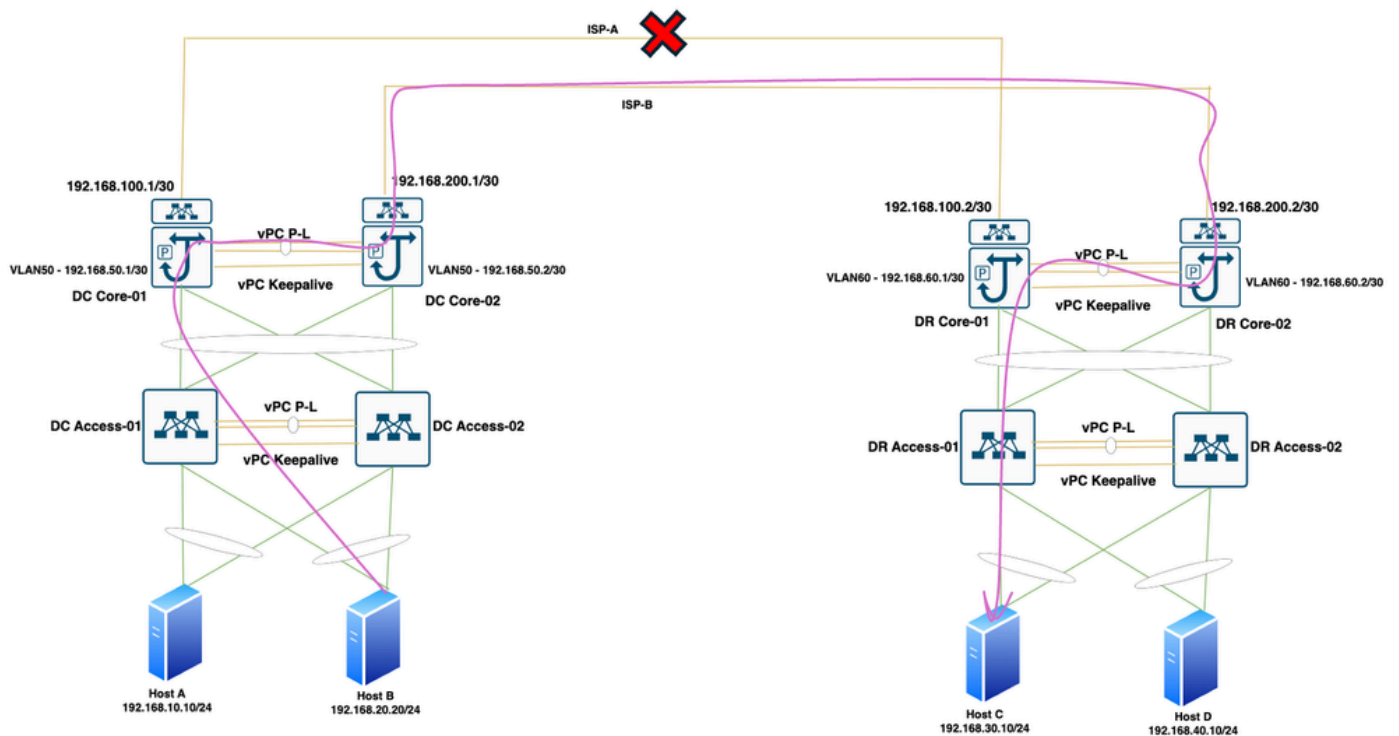 ISP-A
ISP-B
192.168.100.1/30
192.168.200.1/30
192.168.100.2/30
192.168.200.2/30
P
vPC P-L
P
VLAN50 - 192.168.50.1/30
VLAN50 - 192.168.50.2/30
vPC Keepalive
DC Core-01
DC Core-02
P
vPC P-L
P
VLAN60 - 192.168.60.1/30
VLAN60 - 192.168.60.2/30
vPC Keepalive
DR Core-01
DR Core-02
DC Access-01
vPC P-L
DC Access-02
vPC Keepalive
DR Access-01
vPC P-L
DR Access-02
vPC Keepalive
Host A
192.168.10.10/24
Host B
192.168.20.20/24
Host C
192.168.30.10/24
Host D
192.168.40.10/24